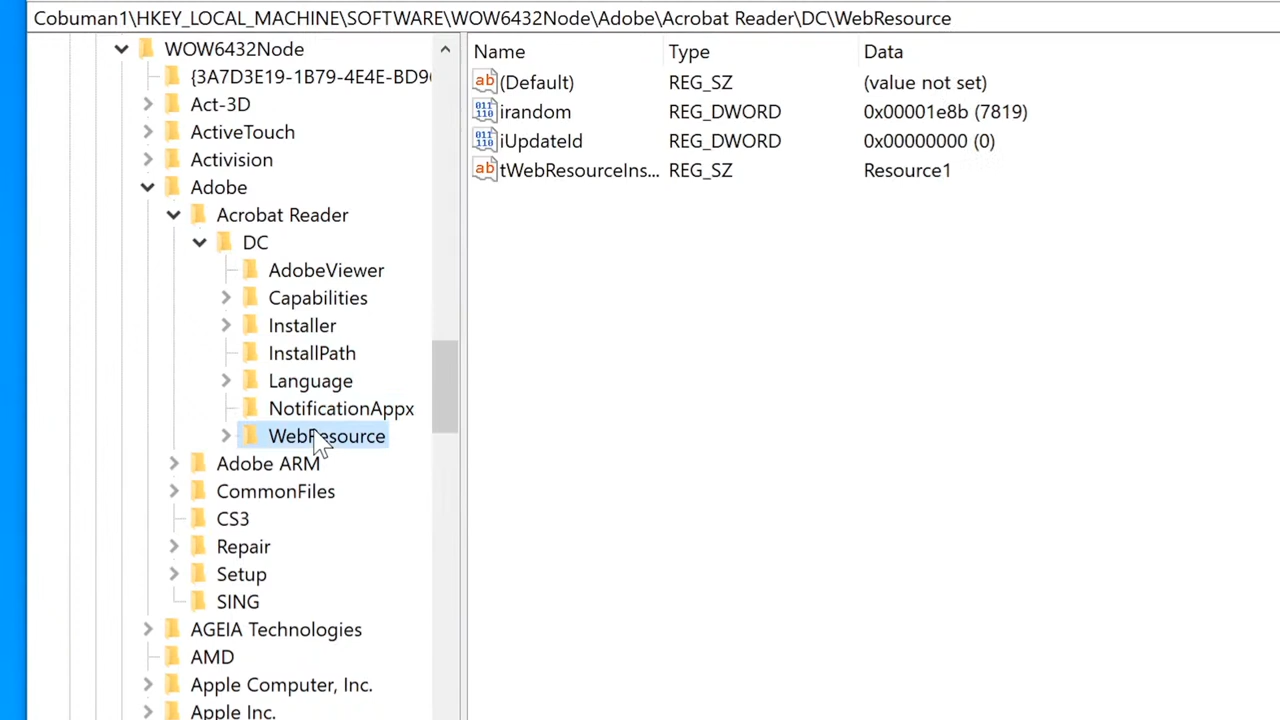 Cobuman1\HKEY_LOCAL_MACHINE\SOFTWARE\WOW6432Node\Adobe\Acrobat Reader\DC\WebResource
WOW6432Node
{3A7D3E19-1B79-4E4E-BD9
Act-3D
ActiveTouch
Activision
Adobe
Acrobat Reader
DC
AdobeViewer
Capabilities
Installer
InstallPath
Language
NotificationAppx
WebResource
Adobe ARM
CommonFiles
CS3
Repair
Setup
SING
AGEIA Technologies
AMD
Apple Computer, Inc.
Apple Inc.
Name Type Data
(Default) REG_SZ (value not set)
irandom REG_DWORD 0x00001e8b (7819)
iUpdateId REG_DWORD 0x00000000 (0)
tWebResourceIns... REG_SZ Resource1